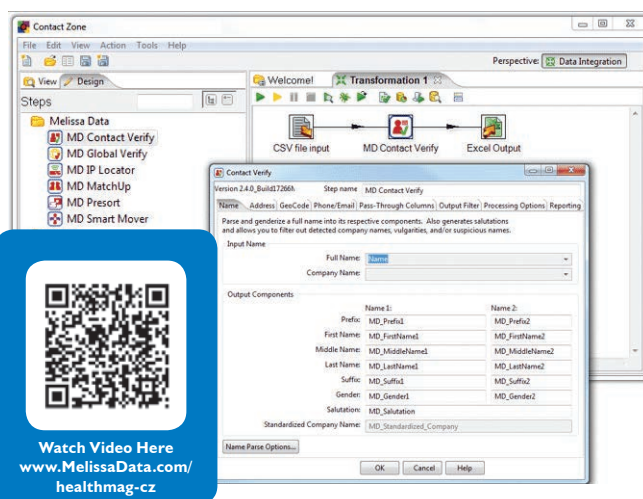 Contact Zone
File Edit View Action Tools Help
Perspective: Data Integration
View Design
Welcome! Transformation 1
Steps
Melissa Data
MD Contact Verify
MD Global Verify
MD IP Locator
MD MatchUp
MD Presort
MD Smart Mover
CSV file input MD Contact Verify Excel Output
Contact Verify
Version 2.4.0_Build17266h Step name MD Contact Verify
Name Address GeoCode Phone/Email Pass-Through Columns Output Filter Processing Options Reporting
Parse and genderize a full name into its respective components. Also generates salutations
and allows you to filter out detected company names, vulgarities, and/or suspicious names.
Input Name
Full Name: Name
Company Name:
Output Components
Name 1: Name 2:
Prefix: MD_Prefix1 MD_Prefix2
First Name: MD_FirstName1 MD_FirstName2
Middle Name: MD_MiddleName1 MD_MiddleName2
Last Name: MD_LastName1 MD_LastName2
Suffix: MD_Suffix1 MD_Suffix2
Gender: MD_Gender1 MD_Gender2
Salutation: MD_Salutation
Standardized Company Name: MD_Standardized_Company
Name Parse Options...
OK Cancel Help
Watch Video Here
www.MelissaData.com/
healthmag-cz